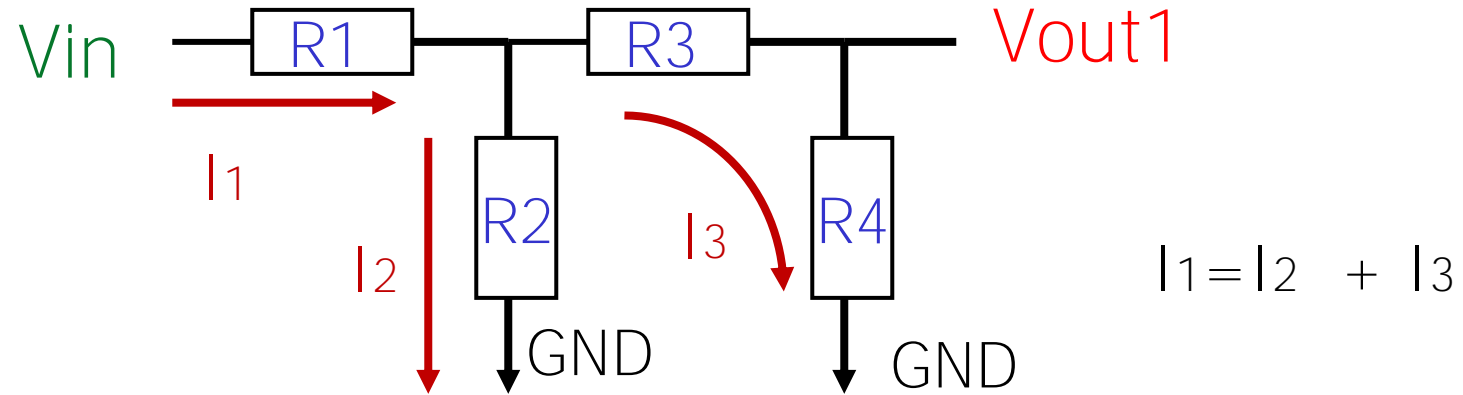 Vin
R1
R3
Vout1
I1
R2
I2
I3
R4
I1=I2 + I3
GND
GND